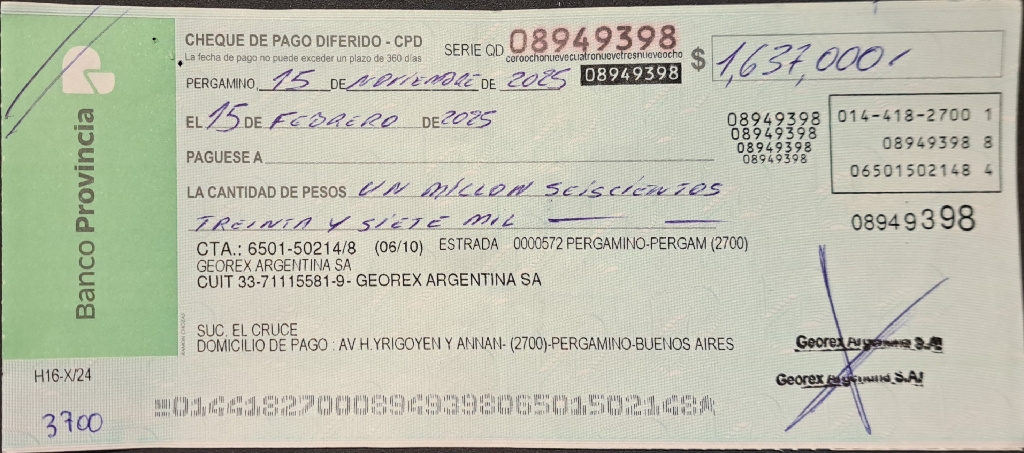 Banco Provincia
CHEQUE DE PAGO DIFERIDO - CPD
La fecha de pago no puede exceder un plazo de 360 días
SERIE QD 08949398
ceroochonuevecuatronuevetresnueveocho
08949398
$ 1,637,000
PERGAMINO, 15 DE NOVIEMBRE DE 2025
EL 15 DE FEBRERO DE 2025
08949398
08949398
08949398
08949398
014-418-2700 1
08949398 8
06501502148 4
PAGUESE A
LA CANTIDAD DE PESOS UN MILLON SEISCIENTOS
TREINTA Y SIETE MIL
08949398
CTA.: 6501-50214/8 (06/10) ESTRADA 0000572 PERGAMINO-PERGAM (2700)
GEOREX ARGENTINA SA
CUIT 33-71115581-9- GEOREX ARGENTINA SA
SUC. EL CRUCE
DOMICILIO DE PAGO : AV H.YRIGOYEN Y ANNAN- (2700)-PERGAMINO-BUENOS AIRES
Georex Argentina S.A.
Georex Argentina S.A.
H16-X/24
3700
01441827000894939806501502148